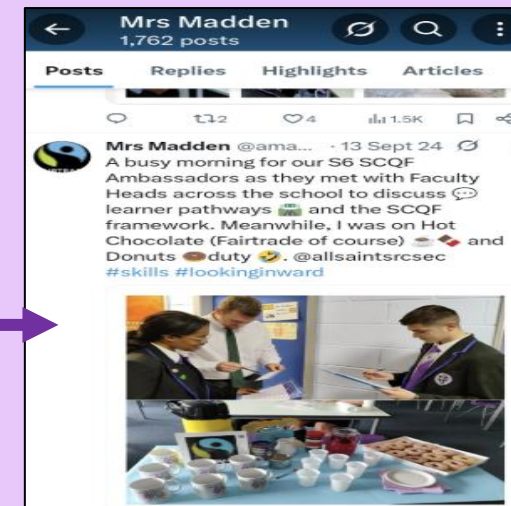 Mrs Madden
1,762 posts
Posts Replies Highlights Articles
2 4 1.5K
Mrs Madden @ama... · 13 Sept 24
A busy morning for our S6 SCQF
Ambassadors as they met with Faculty
Heads across the school to discuss 💬
learner pathways 🛣️ and the SCQF
framework. Meanwhile, I was on Hot
Chocolate (Fairtrade of course) ☕🍫 and
Donuts 🍩duty 🤣. @allsaintsrcsec
#skills #lookinginward